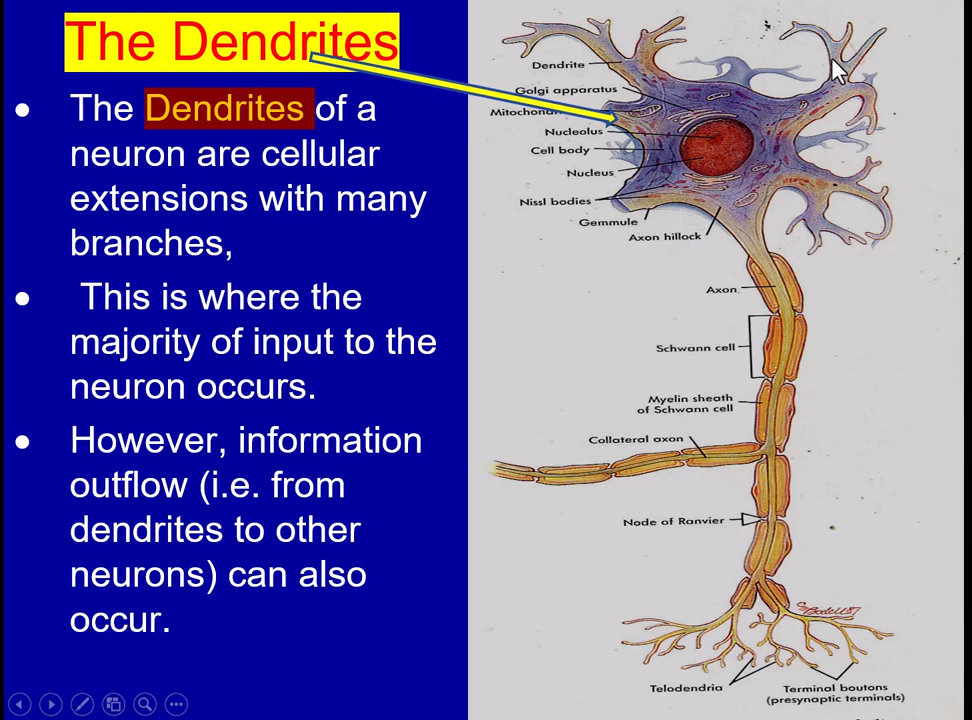 The Dendrites
• The Dendrites of a
neuron are cellular
extensions with many
branches,
• This is where the
majority of input to the
neuron occurs.
• However, information
outflow (i.e. from
dendrites to other
neurons) can also
occur.
Dendrite
Golgi apparatus
Nucleolus
Cell body
Nucleus
Nissl bodies
Gemmule
Axon hillock
Axon
Schwann cell
Myelin sheath
of Schwann cell
Collateral axon
Node of Ranvier
Telodendria
Terminal boutons
(presynaptic terminals)